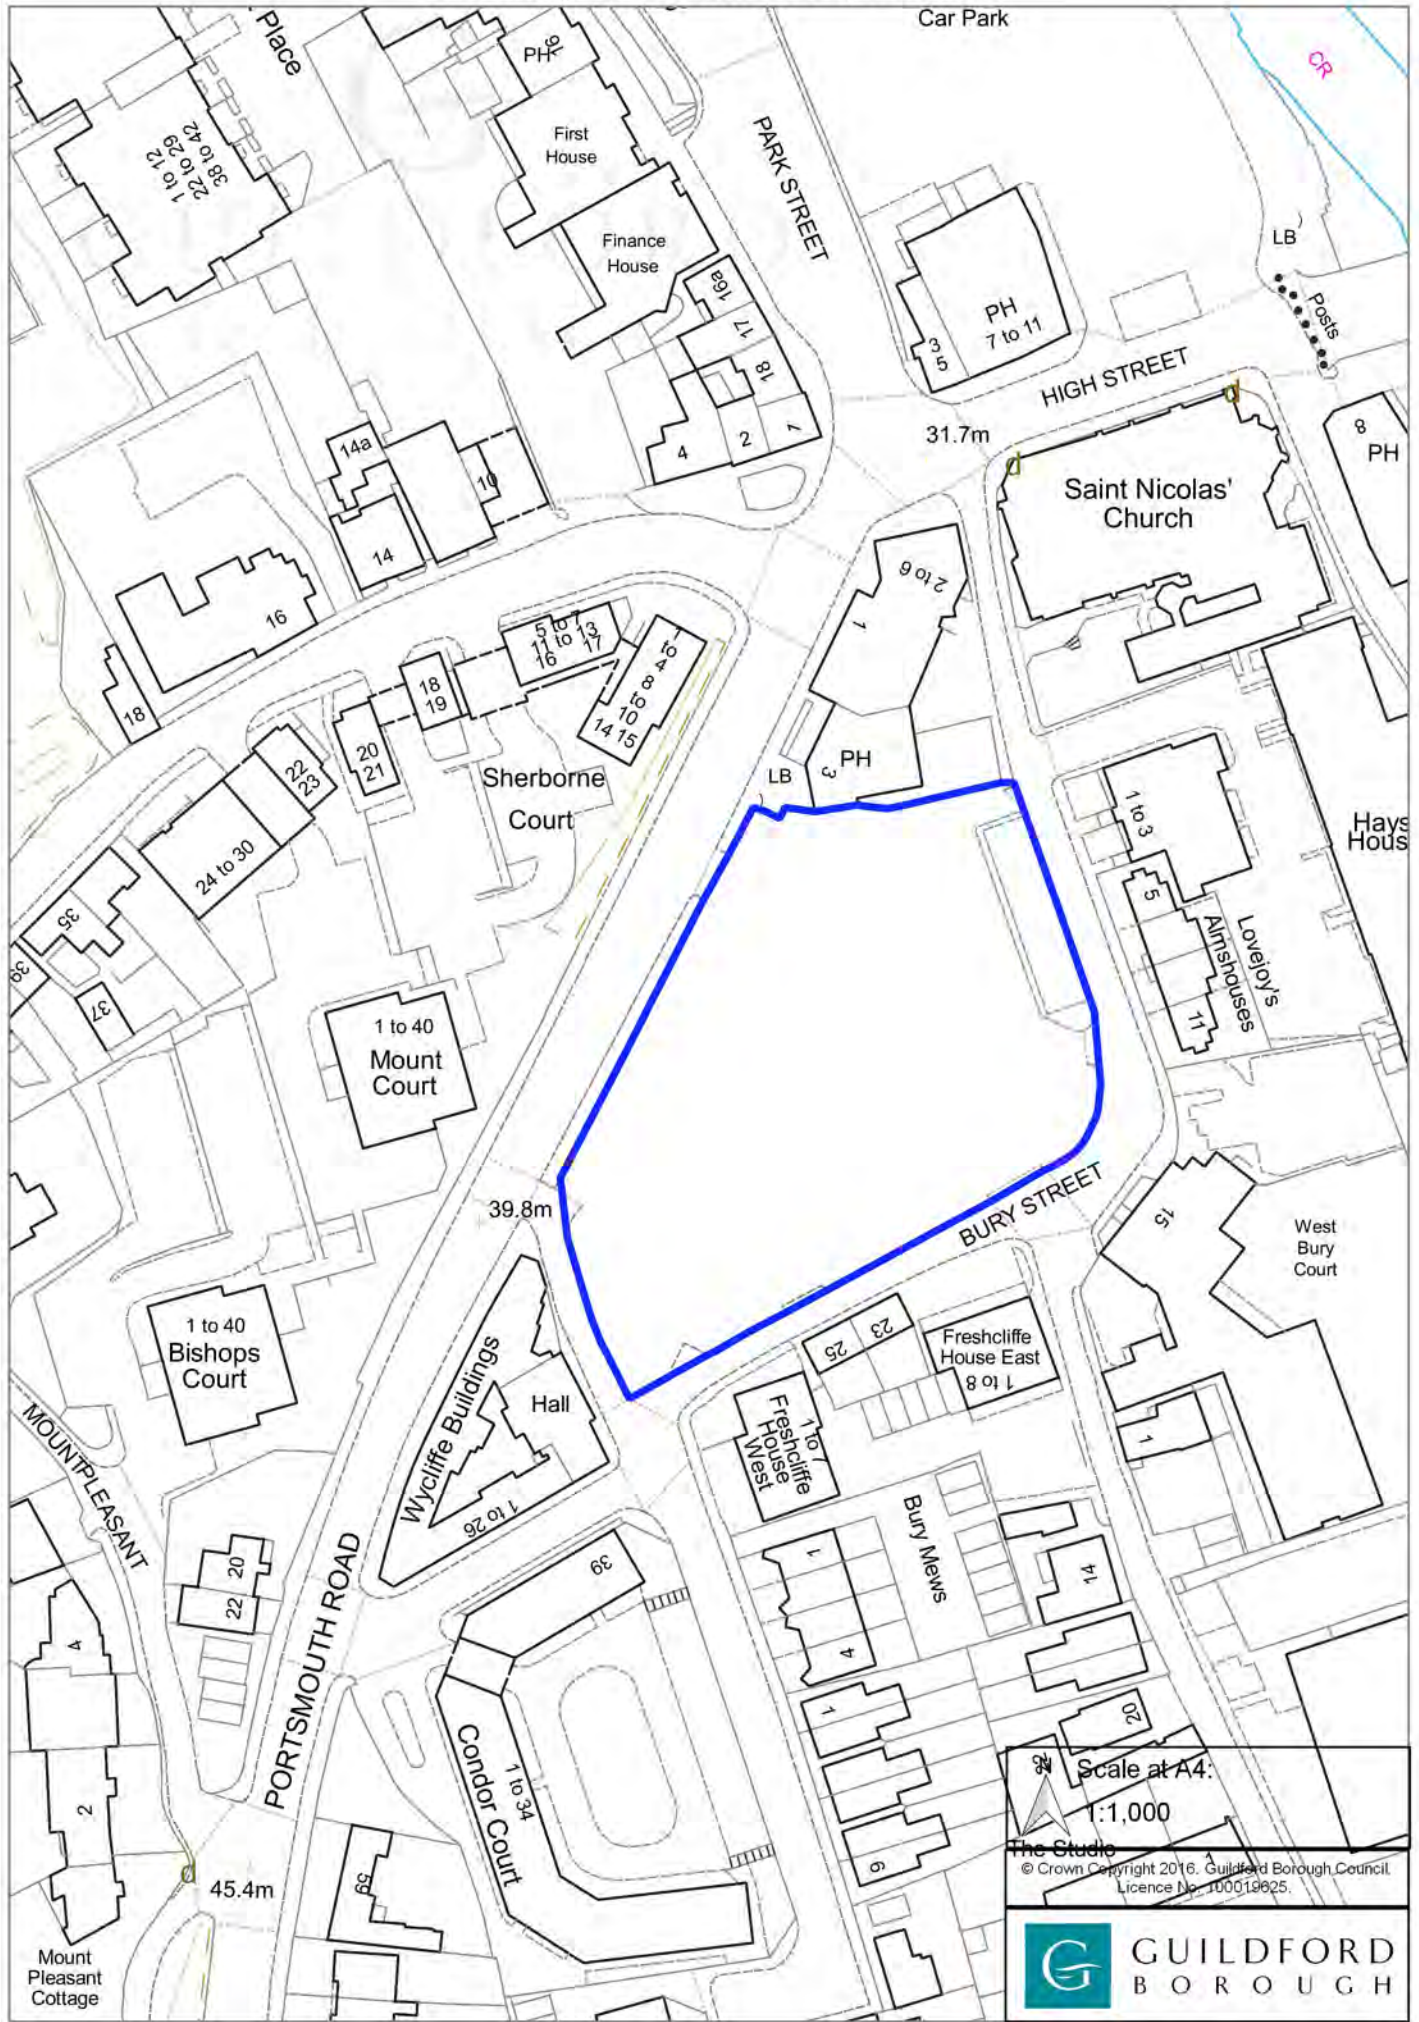 Place
Car Park
CR
PH
16
First
House
1 to 12
22 to 29
38 to 42
PARK STREET
Finance
House
LB
Posts
16a
17
18
PH
7 to 11
3
5
HIGH STREET
31.7m
8
PH
14a
10
4
2
Saint Nicolas'
Church
14
2 to 6
1
16
5 to 7
11 to 13
16
17
to
4
8
to
10
14 15
18
19
18
20
21
22
23
Sherborne
Court
PH
3
LB
1 to 3
Hays
Hous
24 to 30
35
39
37
5
Lovejoy's
Almshouses
11
1 to 40
Mount
Court
39.8m
BURY STREET
15
West
Bury
Court
1 to 40
Bishops
Court
23
25
Freshcliffe
House East
1 to 8
Wycliffe Buildings
Hall
1 to 26
1 to 7
Freshcliffe
House
West
1
MOUNTPLEASANT
Bury Mews
20
22
39
1
14
4
4
PORTSMOUTH ROAD
1
20
Condor Court
1 to 34
2
9
59
45.4m
Mount
Pleasant
Cottage
Scale at A4:
1:1,000
The Studio
© Crown Copyright 2016. Guildford Borough Council.
Licence No. 100019625.
G
GUILDFORD
BOROUGH